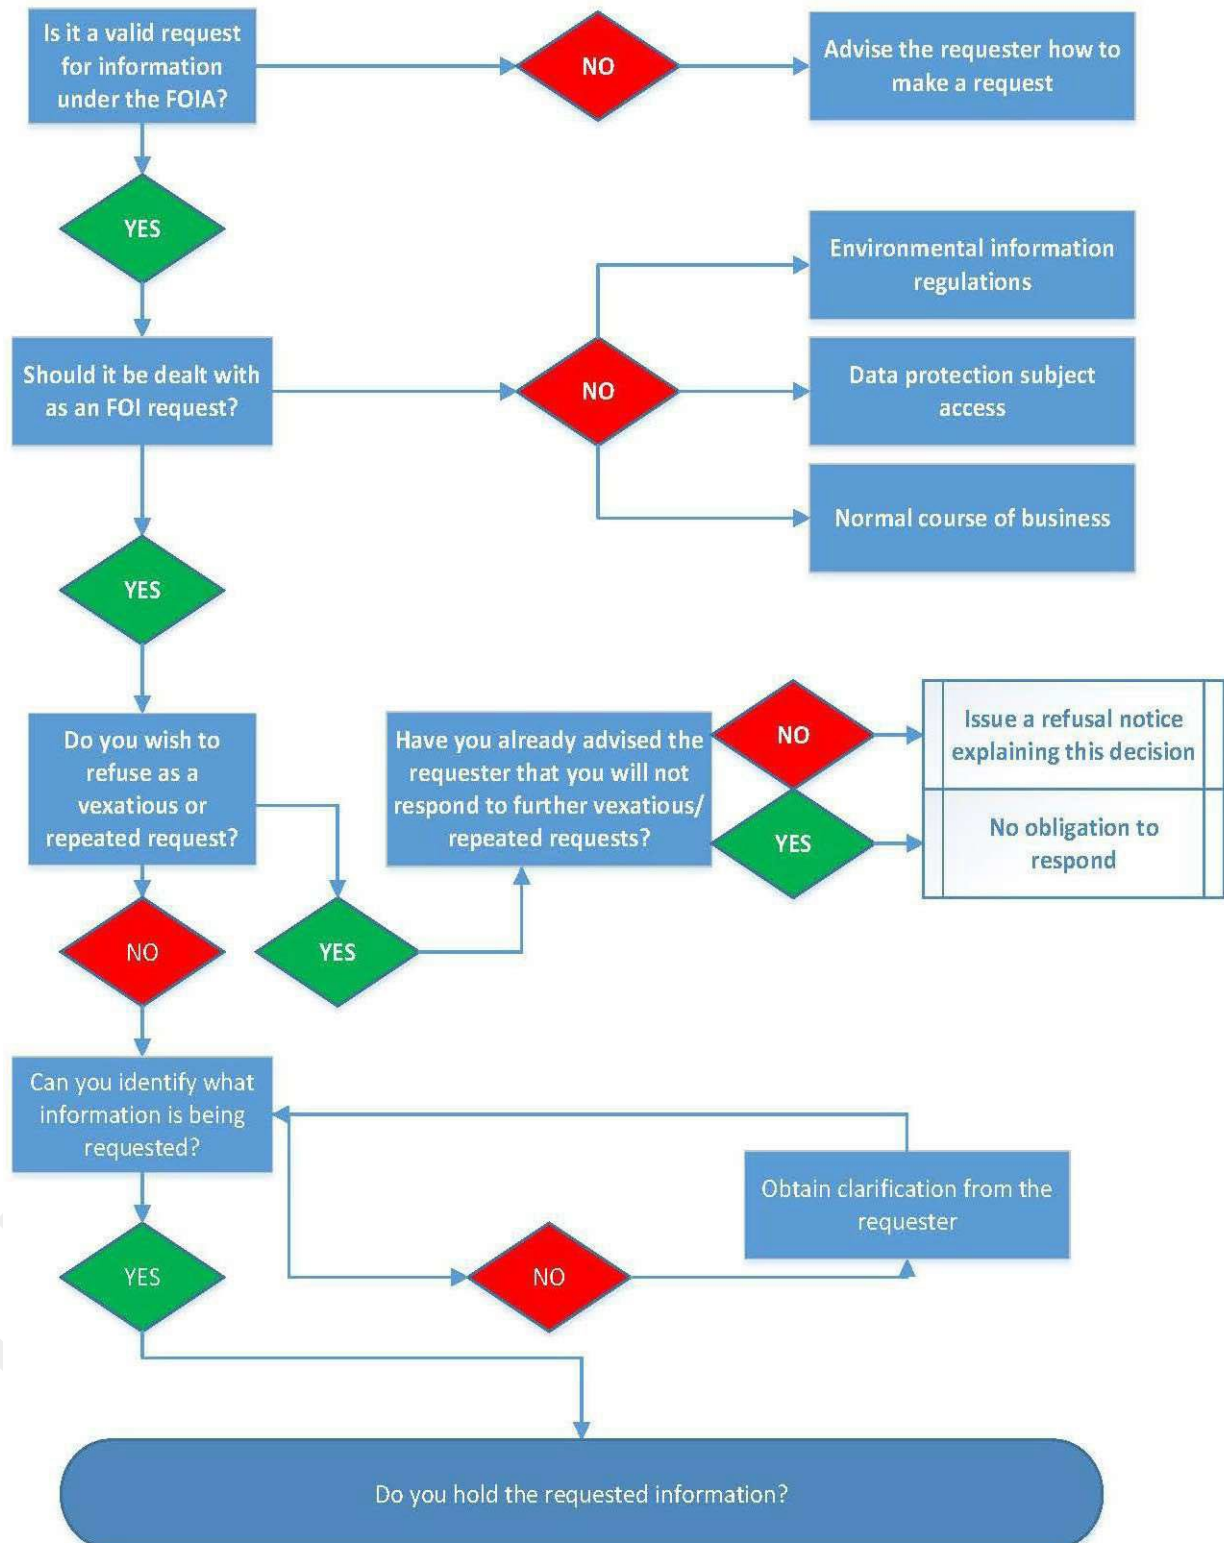 Is it a valid request
for information
under the FOIA?
NO
Advise the requester how to
make a request
YES
Environmental information
regulations
Should it be dealt with
as an FOI request?
NO
Data protection subject
access
Normal course of business
YES
Do you wish to
refuse as a
vexatious or
repeated request?
Have you already advised the
requester that you will not
respond to further vexatious/
repeated requests?
NO
Issue a refusal notice
explaining this decision
YES
No obligation to
respond
NO
YES
Can you identify what
information is being
requested?
Obtain clarification from the
requester
YES
NO
Do you hold the requested information?